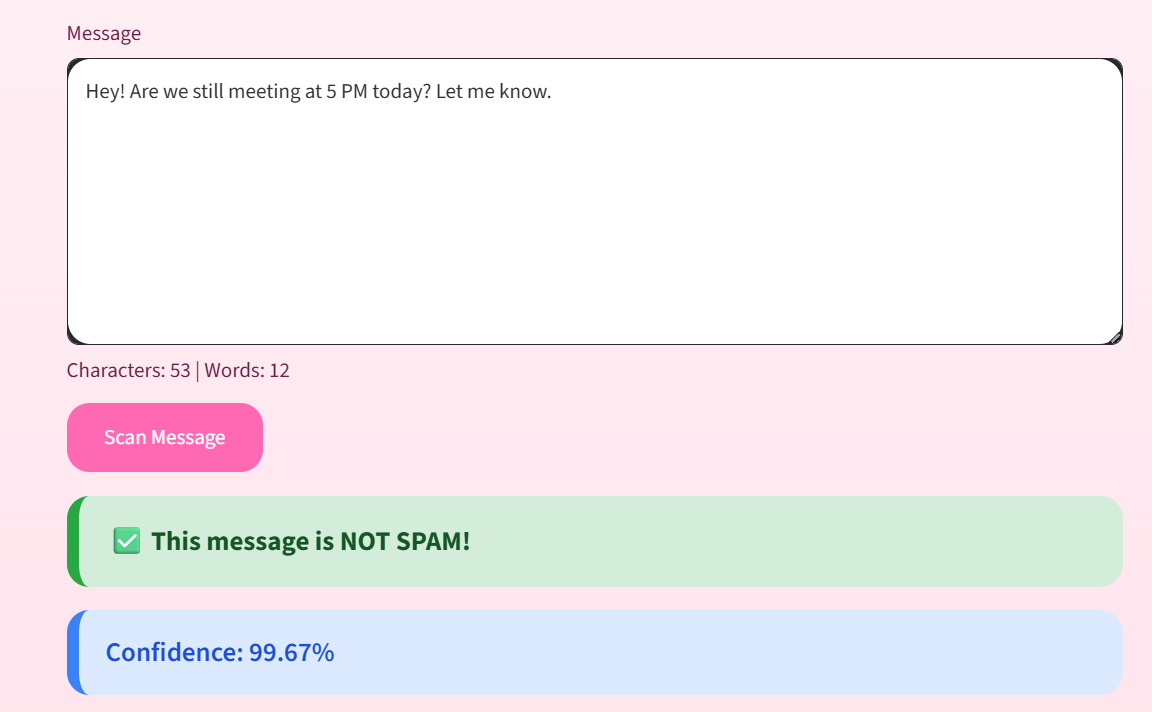 Message
Hey! Are we still meeting at 5 PM today? Let me know.
Characters: 53 | Words: 12
Scan Message
✅ This message is NOT SPAM!
Confidence: 99.67%